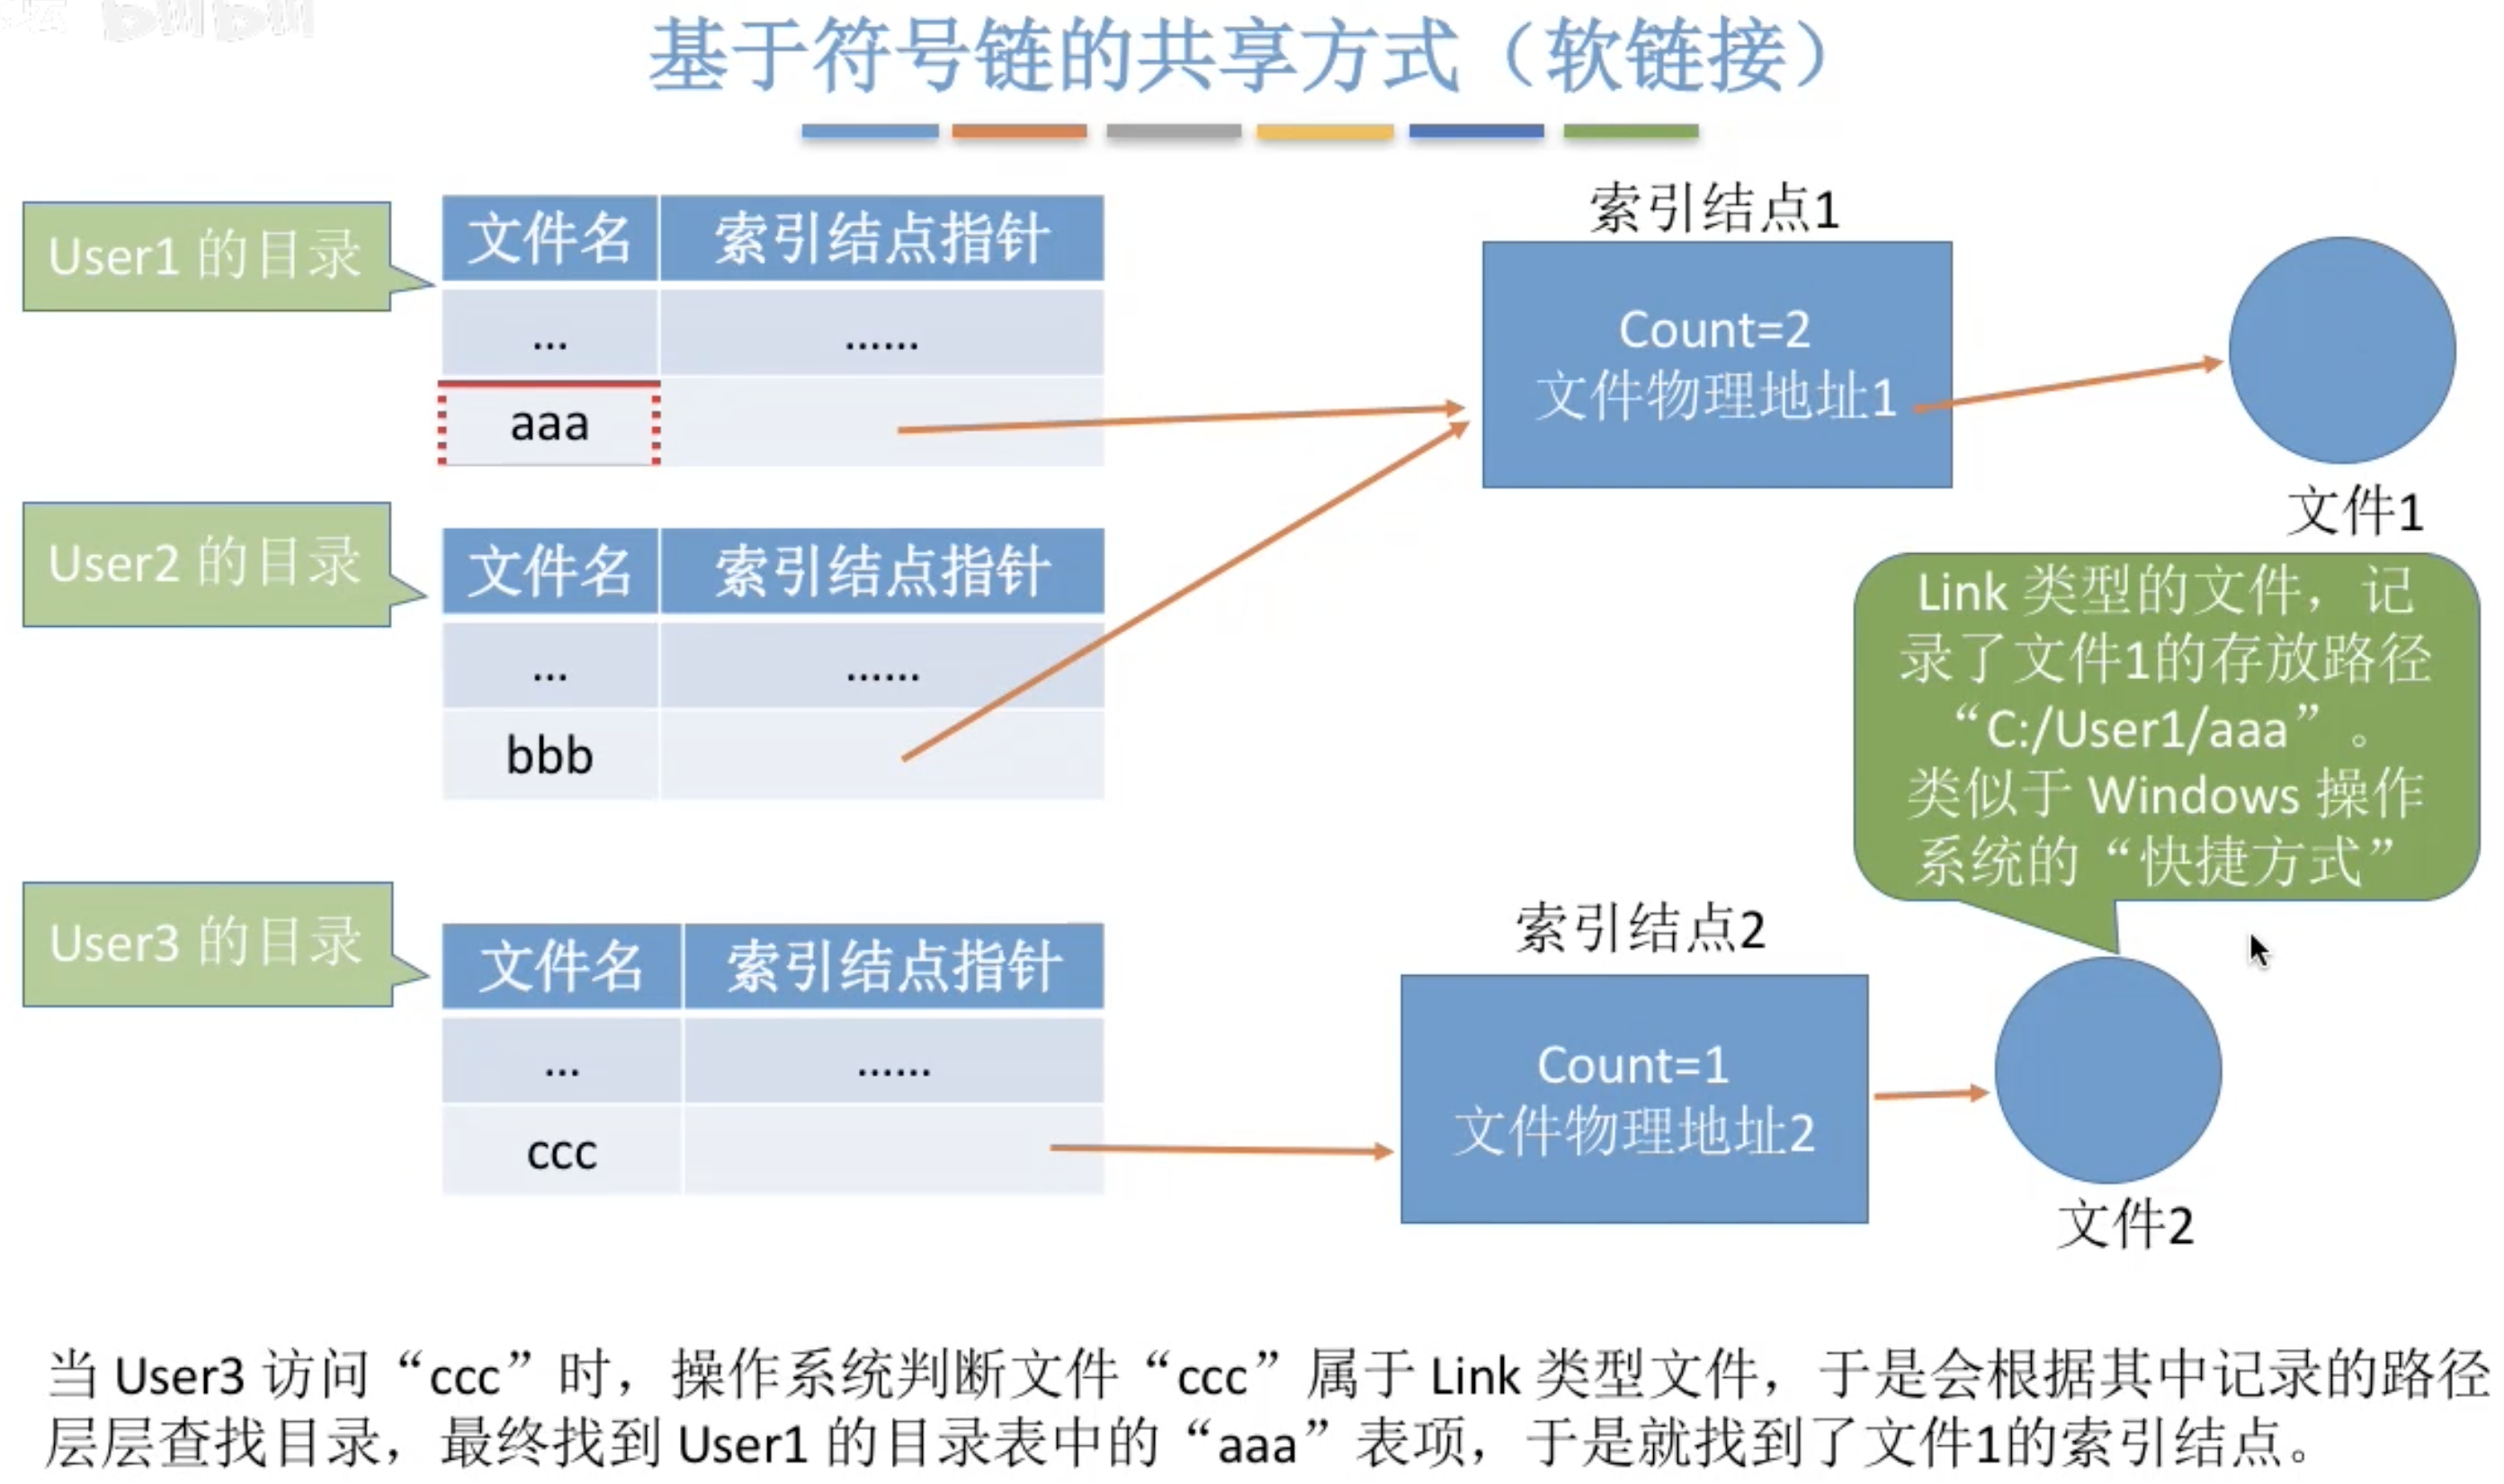 基于符号链的共享方式（软链接）
User1 的目录
文件名 索引结点指针
... ......
aaa
索引结点1
Count=2
文件物理地址1
文件1
User2 的目录
文件名 索引结点指针
... ......
bbb
Link 类型的文件，记
录了文件1的存放路径
“C:/User1/aaa”。
类似于 Windows 操作
系统的“快捷方式”
User3 的目录
文件名 索引结点指针
... ......
ccc
索引结点2
Count=1
文件物理地址2
文件2
当 User3 访问“ccc”时，操作系统判断文件“ccc”属于 Link 类型文件，于是会根据其中记录的路径
层层查找目录，最终找到 User1 的目录表中的“aaa”表项，于是就找到了文件1的索引结点。